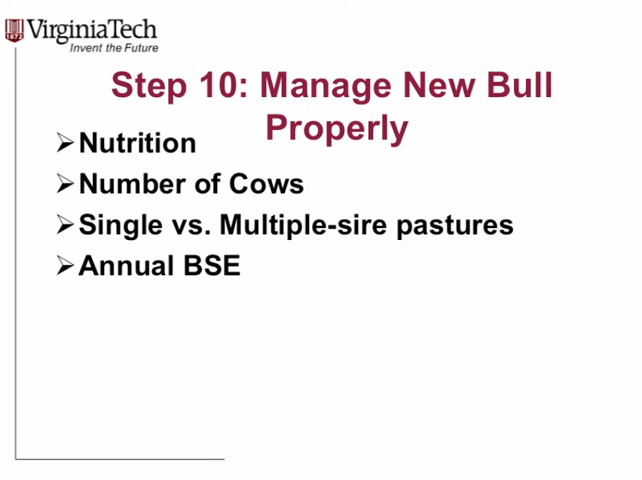 VirginiaTech
1872
Invent the Future
Step 10: Manage New Bull
Properly
➢Nutrition
➢Number of Cows
➢Single vs. Multiple-sire pastures
➢Annual BSE